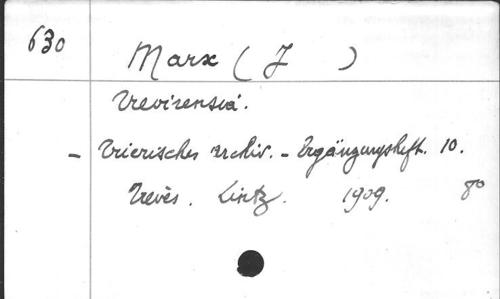 630
Marx (J )
Trevirensia.
- Trierisches Archiv. - Ergänzungsheft. 10.
Trèves. Lintz. 1909. 8°